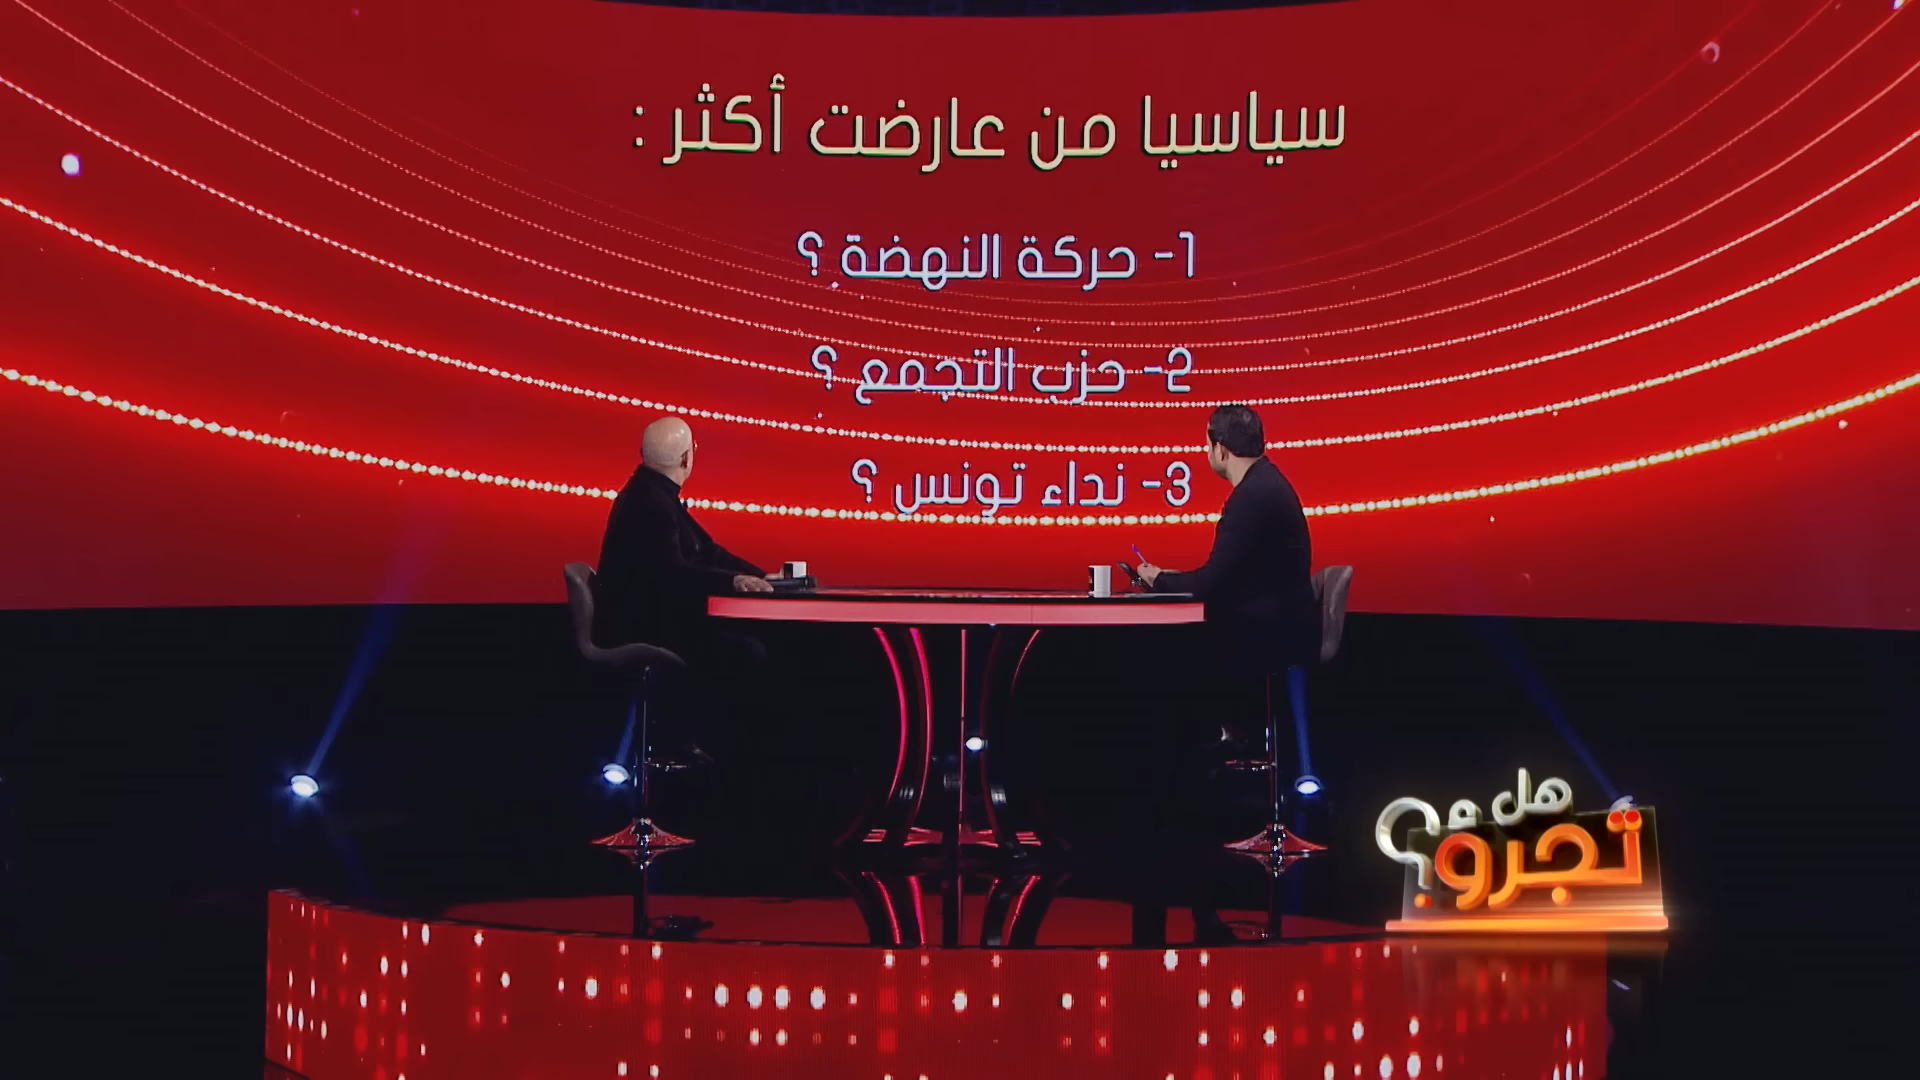 سياسيا من عارضت أكثر :
1- حركة النهضة ؟
2- حزب التجمع ؟
3- نداء تونس ؟
هل
تجرؤ؟